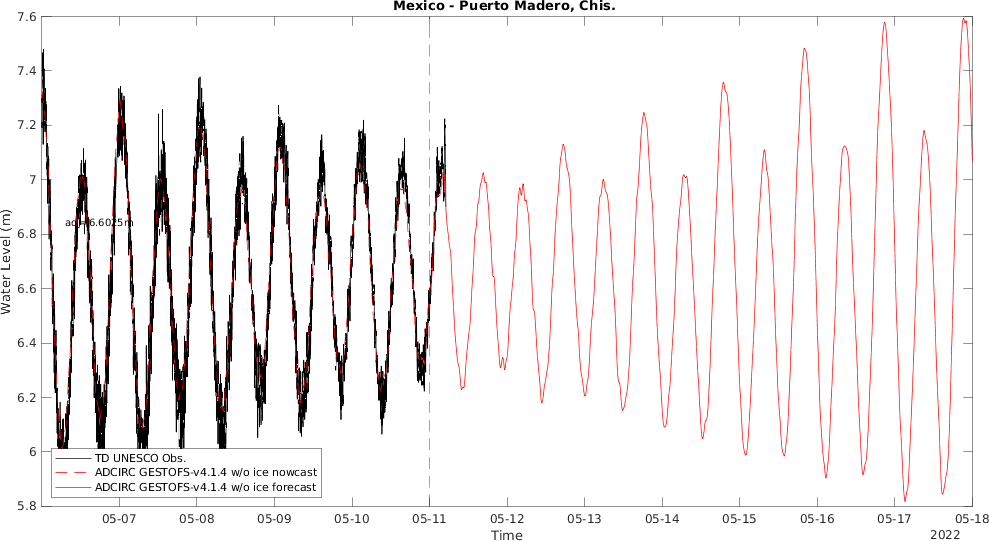 Mexico - Puerto Madero, Chis.
7.6
7.4
7.2
7
6.8
6.6
6.4
6.2
6
5.8
Water Level (m)
adj=6.6025m
TD UNESCO Obs.
ADCIRC GESTOFS-v4.1.4 w/o ice nowcast
ADCIRC GESTOFS-v4.1.4 w/o ice forecast
05-07 05-08 05-09 05-10 05-11 05-12 05-13 05-14 05-15 05-16 05-17 05-18
Time
2022